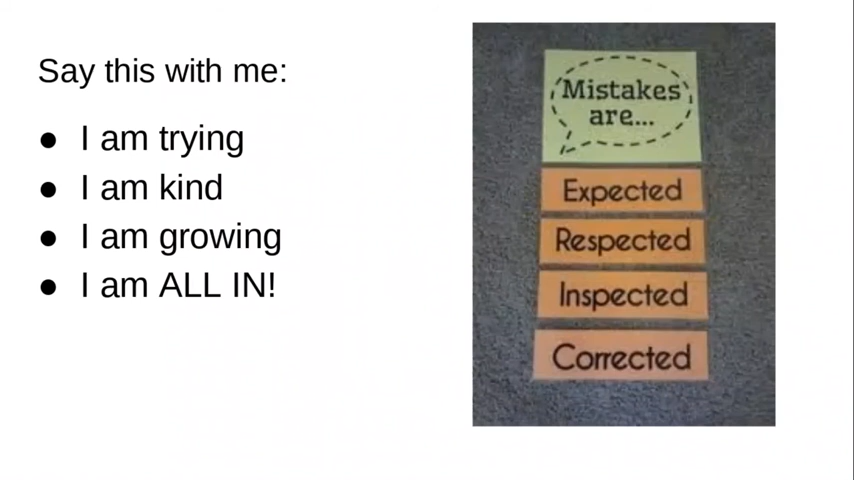 Say this with me:
● I am trying
● I am kind
● I am growing
● I am ALL IN!
Mistakes
are...
Expected
Respected
Inspected
Corrected